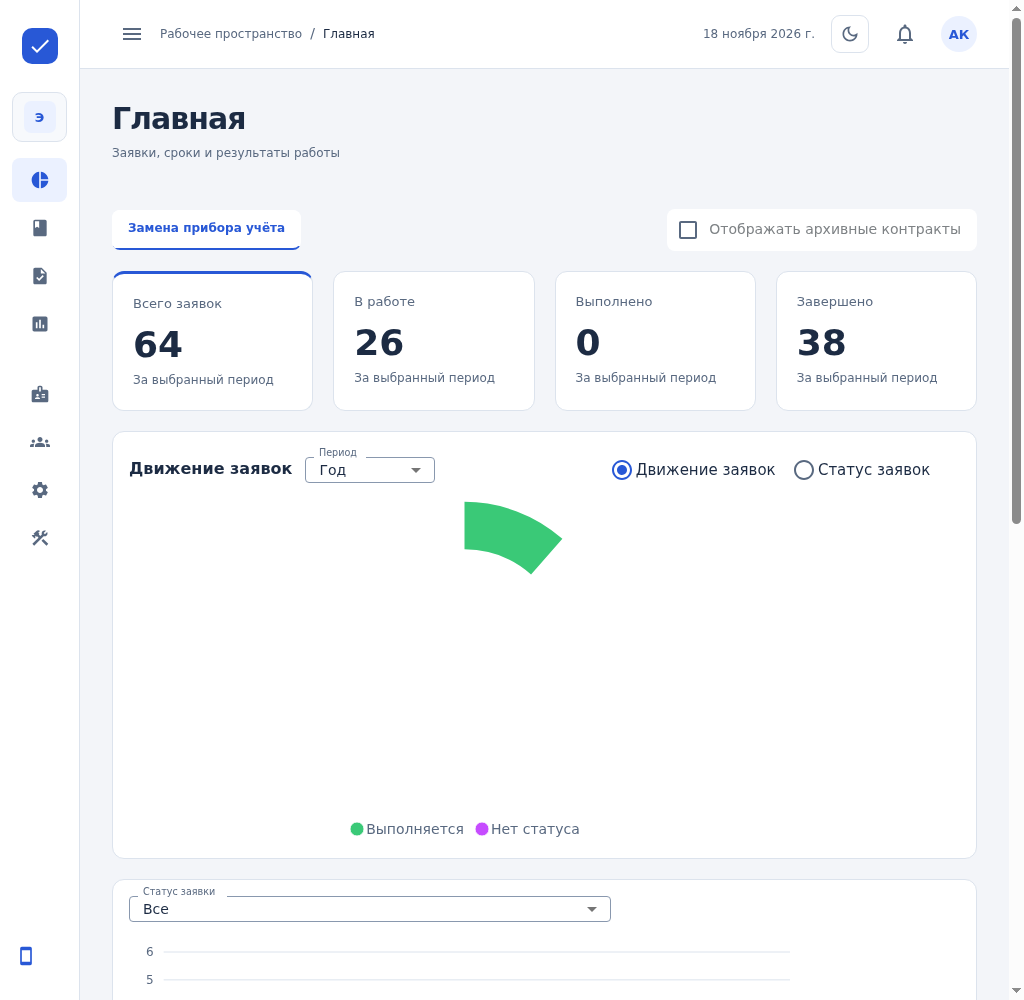 Рабочее пространство / Главная
18 ноября 2026 г.
АК
Э
Главная
Заявки, сроки и результаты работы
Замена прибора учёта
Отображать архивные контракты
Всего заявок
64
За выбранный период
В работе
26
За выбранный период
Выполнено
0
За выбранный период
Завершено
38
За выбранный период
Движение заявок
Период
Год
Движение заявок
Статус заявок
Выполняется
Нет статуса
Статус заявки
Все
6
5